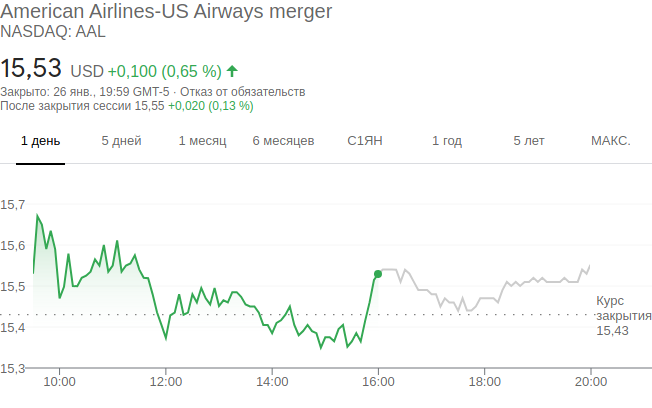 American Airlines-US Airways merger
NASDAQ: AAL
15,53 USD +0,100 (0,65 %)
Закрыто: 26 янв., 19:59 GMT-5 · Отказ от обязательств
После закрытия сессии 15,55 +0,020 (0,13 %)
1 день 5 дней 1 месяц 6 месяцев С1ЯН 1 год 5 лет МАКС.
15,7
15,6
15,5
15,4
15,3
Курс
закрытия
15,43
10:00 12:00 14:00 16:00 18:00 20:00